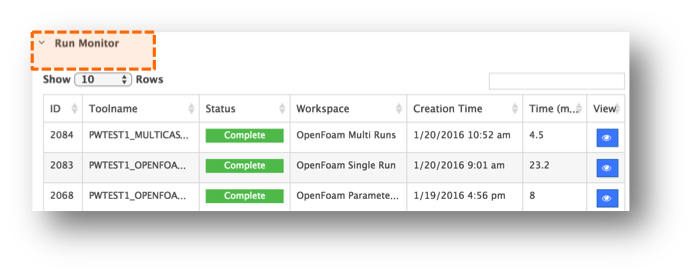 Run Monitor
Show 10 Rows
ID Toolname Status Workspace Creation Time Time (m... View
2084 PWTEST1_MULTICAS... Complete OpenFoam Multi Runs 1/20/2016 10:52 am 4.5
2083 PWTEST1_OPENFOA... Complete OpenFoam Single Run 1/20/2016 9:01 am 23.2
2068 PWTEST1_OPENFOA... Complete OpenFoam Paramete... 1/19/2016 4:56 pm 8